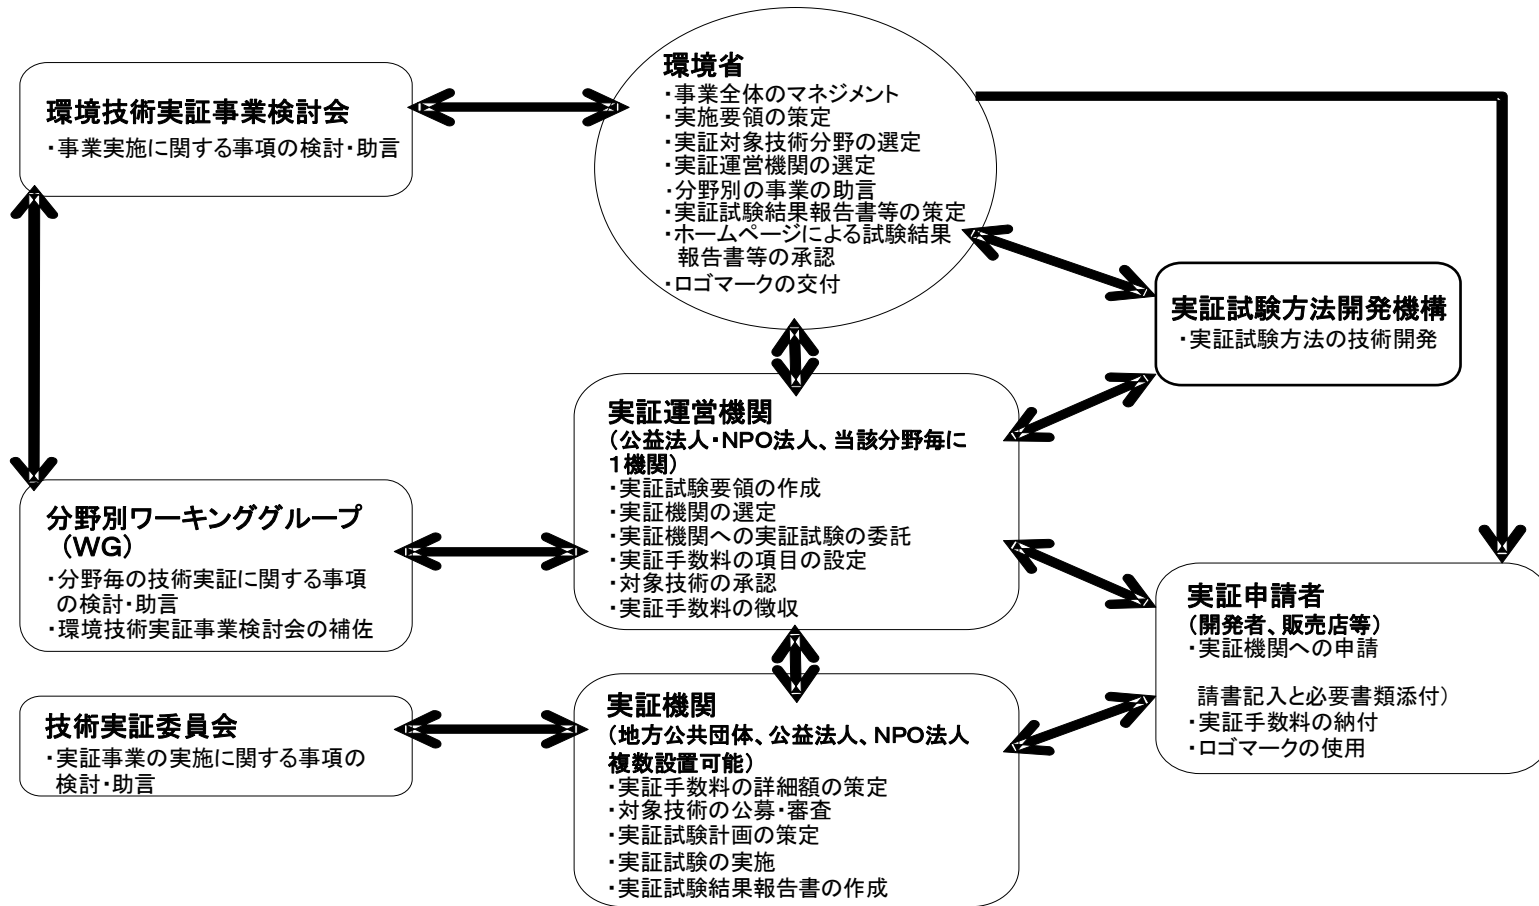 環境省
・事業全体のマネジメント
・実施要領の策定
・実証対象技術分野の選定
・実証運営機関の選定
・分野別の事業の助言
・実証試験結果報告書等の策定
・ホームページによる試験結果
報告書等の承認
・ロゴマークの交付
環境技術実証事業検討会
・事業実施に関する事項の検討・助言
実証試験方法開発機構
・実証試験方法の技術開発
実証運営機関
(公益法人・NPO法人、当該分野毎に
1機関)
・実証試験要領の作成
・実証機関の選定
・実証機関への実証試験の委託
・実証手数料の項目の設定
・対象技術の承認
・実証手数料の徴収
分野別ワーキンググループ
(WG)
・分野毎の技術実証に関する事項
の検討・助言
・環境技術実証事業検討会の補佐
実証申請者
(開発者、販売店等)
・実証機関への申請
請書記入と必要書類添付)
・実証手数料の納付
・ロゴマークの使用
技術実証委員会
・実証事業の実施に関する事項の
検討・助言
実証機関
(地方公共団体、公益法人、NPO法人
複数設置可能)
・実証手数料の詳細額の策定
・対象技術の公募・審査
・実証試験計画の策定
・実証試験の実施
・実証試験結果報告書の作成